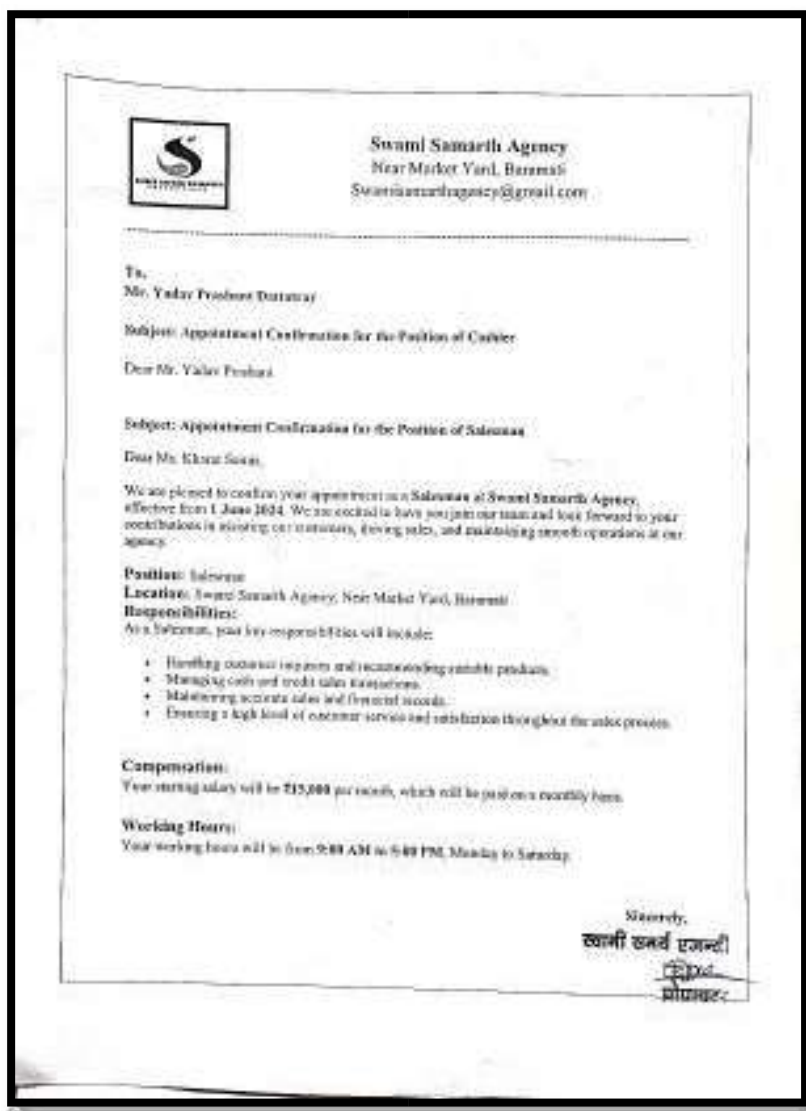 Swami Samarth Agency
Near Market Yard, Baramati
Swamisamarthagency@gmail.com
To,
Mr. Yadav Prashant Dattatray
Subject: Appointment Confirmation for the Position of Cashier
Dear Mr. Yadav Prashant
Subject: Appointment Confirmation for the Position of Salesman
Dear Mr. Kharat
We are pleased to confirm your appointment as a Salesman at Swami Samarth Agency,
effective from 1 June 2024. We are excited to have you join our team and look forward to your
contributions in assisting our customers, driving sales, and maintaining smooth operations at our
agency.
Position: Salesman
Location: Swami Samarth Agency, Near Market Yard, Baramati
Responsibilities:
As a Salesman, your key responsibilities will include:
• Handling customer inquiries and recommending suitable products.
• Managing cash and credit sales transactions.
• Maintaining accurate sales and financial records.
• Ensuring a high level of customer service and satisfaction throughout the sales process.
Compensation:
Your starting salary will be ₹15,000 per month, which will be paid on a monthly basis.
Working Hours:
Your working hours will be from 9:00 AM to 5:00 PM, Monday to Saturday.
Sincerely,
स्वामी समर्थ एजन्सी
प्रोप्रायटर